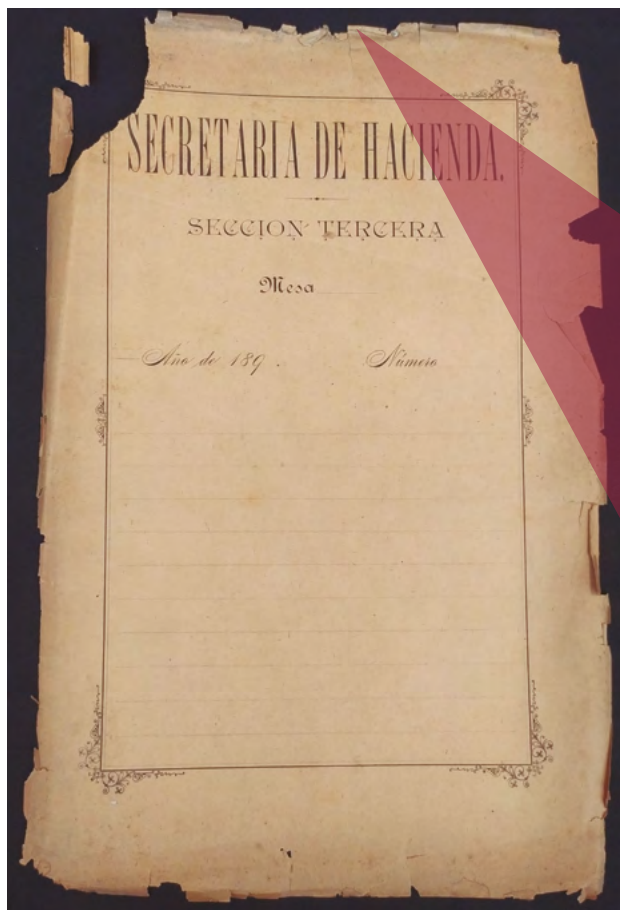 SECRETARIA DE HACIENDA.
SECCION TERCERA
Mesa
Año de 189 . Número